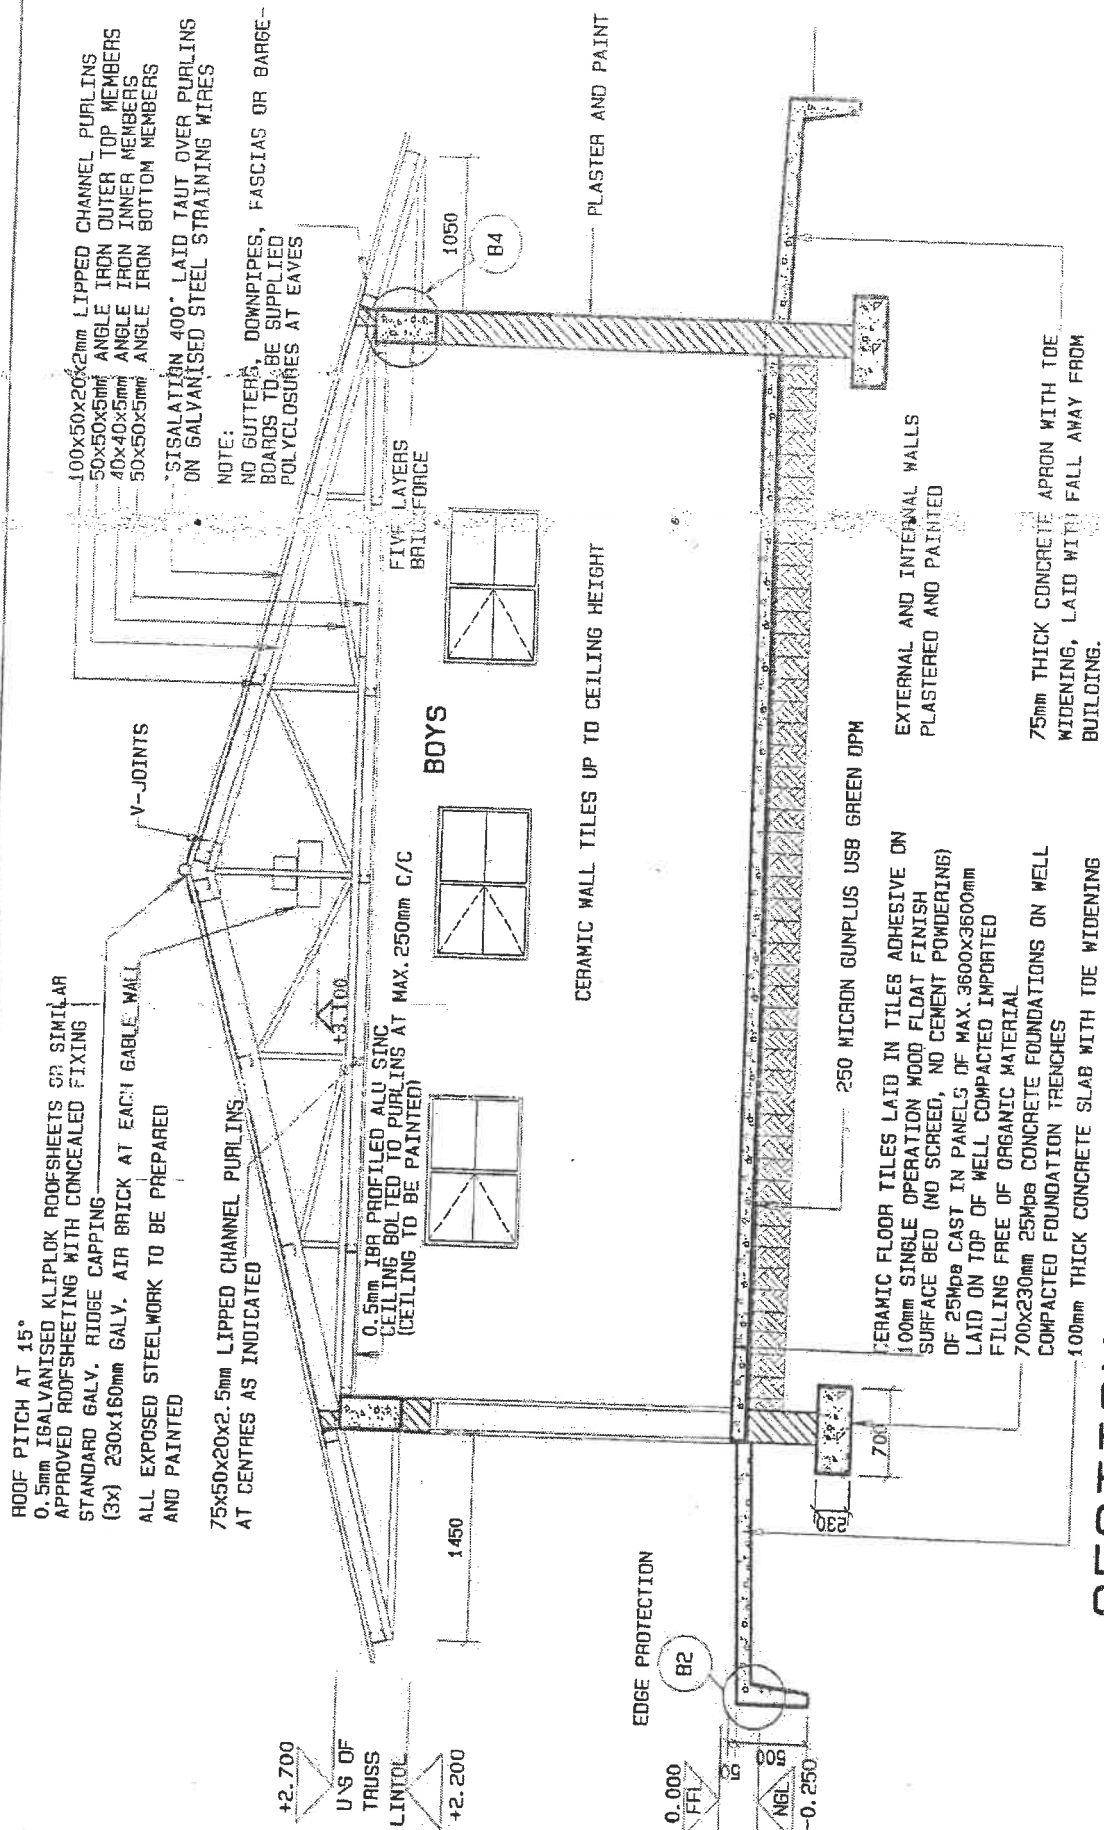 ROOF PITCH AT 15°
0.5mm IGALVANISED KLIPLOK ROOFSHEETS OR SIMILAR
APPROVED ROOFSHEETING WITH CONCEALED FIXING
STANDARD GALV. RIDGE CAPPING
(3x) 230x160mm GALV. AIR BRICK AT EACH GABLE WALL
ALL EXPOSED STEELWORK TO BE PREPARED
AND PAINTED
75x50x20x2.5mm LIPPED CHANNEL PURLINS
AT CENTRES AS INDICATED
0.5mm IBR PROFILED ALU SINC
CEILING BOLTED TO PURLINS AT MAX.250mm C/C
(CEILING TO BE PAINTED)
V-JOINTS
100x50x20x2mm LIPPED CHANNEL PURLINS
50x50x5mm ANGLE IRON OUTER TOP MEMBERS
40x40x5mm ANGLE IRON INNER MEMBERS
50x50x5mm ANGLE IRON BOTTOM MEMBERS
"SISALATION 400" LAID TAUT OVER PURLINS
ON GALVANISED STEEL STRAINING WIRES
NOTE:
NO GUTTERS, DOWNPIPES, FASCIAS OR BARGE-
BOARDS TO BE SUPPLIED
POLYCLOSURES AT EAVES
+3.100
FIVE LAYERS
BRICKFORCE
1050
B4
BOYS
PLASTER AND PAINT
+2.700
U/S OF
TRUSS
LINTOL
+2.200
1450
CERAMIC WALL TILES UP TO CEILING HEIGHT
EDGE PROTECTION
B2
0.000
FFL
NGL
-0.250
50
500
230
700
250 MICRON GUNPLUS USB GREEN DPM
CERAMIC FLOOR TILES LAID IN TILES ADHESIVE ON
100mm SINGLE OPERATION WOOD FLOAT FINISH
SURFACE BED (NO SCREED, NO CEMENT POWDERING)
OF 25Mpa CAST IN PANELS OF MAX.3600x3600mm
LAID ON TOP OF WELL COMPACTED IMPORTED
FILLING FREE OF ORGANIC MATERIAL
700x230mm 25Mpa CONCRETE FOUNDATIONS ON WELL
COMPACTED FOUNDATION TRENCHES
100mm THICK CONCRETE SLAB WITH TOE WIDENING
EXTERNAL AND INTERNAL WALLS
PLASTERED AND PAINTED
75mm THICK CONCRETE APRON WITH TOE
WIDENING, LAID WITH FALL AWAY FROM
BUILDING.